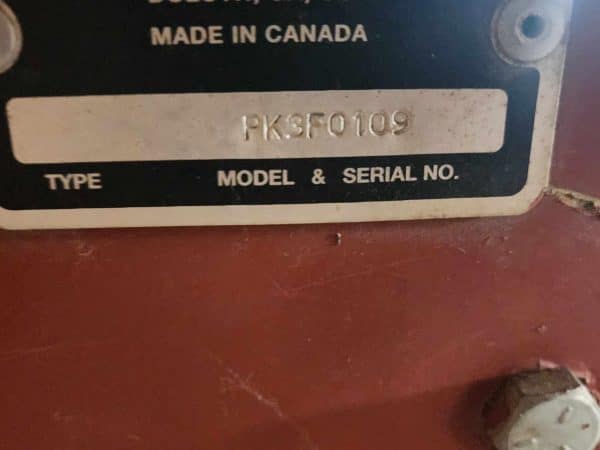 MADE IN CANADA
PK3F0109
TYPE MODEL & SERIAL NO.